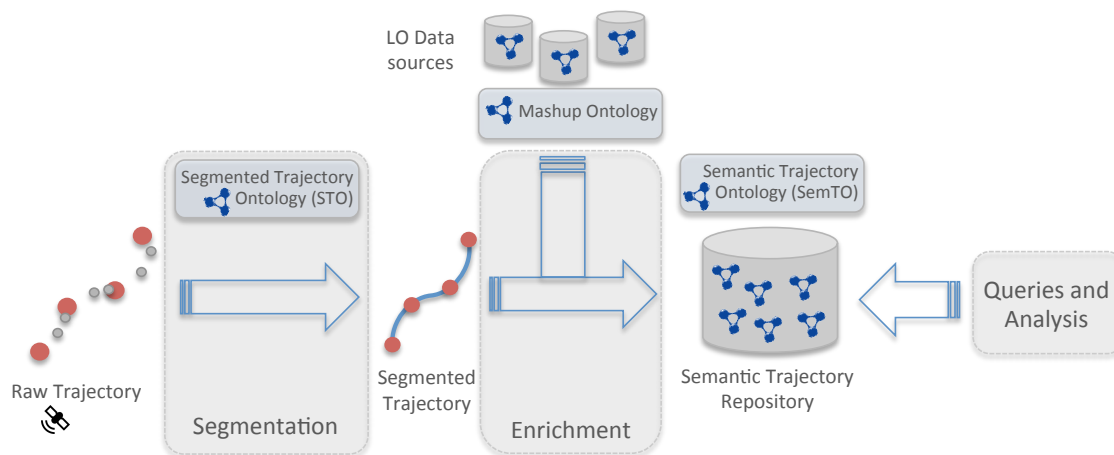 LO Data
sources
Mashup Ontology
Segmented Trajectory
Ontology (STO)
Semantic Trajectory
Ontology (SemTO)
Queries and
Analysis
Raw Trajectory
Segmented
Trajectory
Semantic Trajectory
Repository
Segmentation
Enrichment